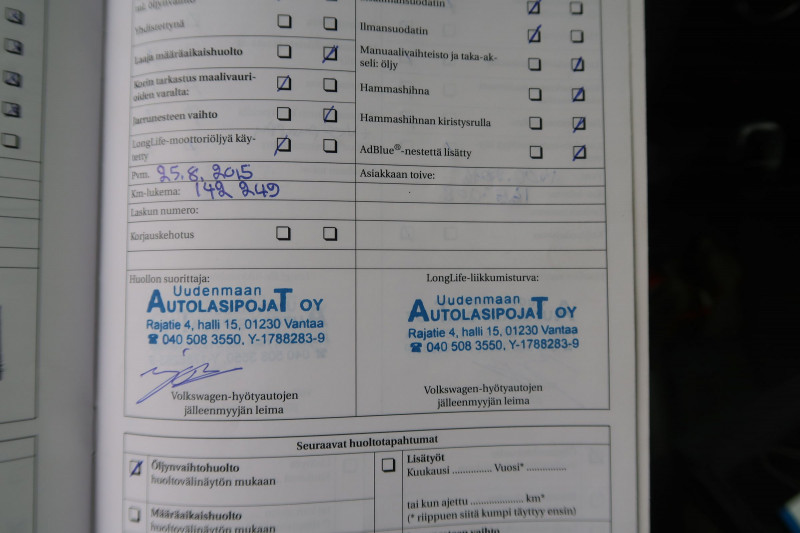 Yhdistettynä
Laaja määräaikaishuolto
Korin tarkastus maalivauri-
oiden varalta:
Jarrunesteen vaihto
LongLife-moottoriöljyä käy-
tetty
Pvm. 25.8.2015
Km-lukema: 142 249
Laskun numero:
Korjauskehotus
Ilmansuodatin
Manuaalivaihteisto ja taka-ak-
seli: öljy
Hammashihna
Hammashihnan kiristysrulla
AdBlue®-nestettä lisätty
Asiakkaan toive:
Huollon suorittaja:
Uudenmaan
AUTOLASIPOJAT OY
Rajatie 4, halli 15, 01230 Vantaa
☎ 040 508 3550, Y-1788283-9
Volkswagen-hyötyautojen
jälleenmyyjän leima
LongLife-liikkumisturva:
Uudenmaan
AUTOLASIPOJAT OY
Rajatie 4, halli 15, 01230 Vantaa
☎ 040 508 3550, Y-1788283-9
Volkswagen-hyötyautojen
jälleenmyyjän leima
Seuraavat huoltotapahtumat
Öljynvaihtohuolto
huoltovälinäytön mukaan
Määräaikaishuolto
huoltovälinäytön mukaan
Lisätyöt
Kuukausi ............... Vuosi* ...............
tai kun ajettu .................... km*
(* riippuen siitä kumpi täyttyy ensin)